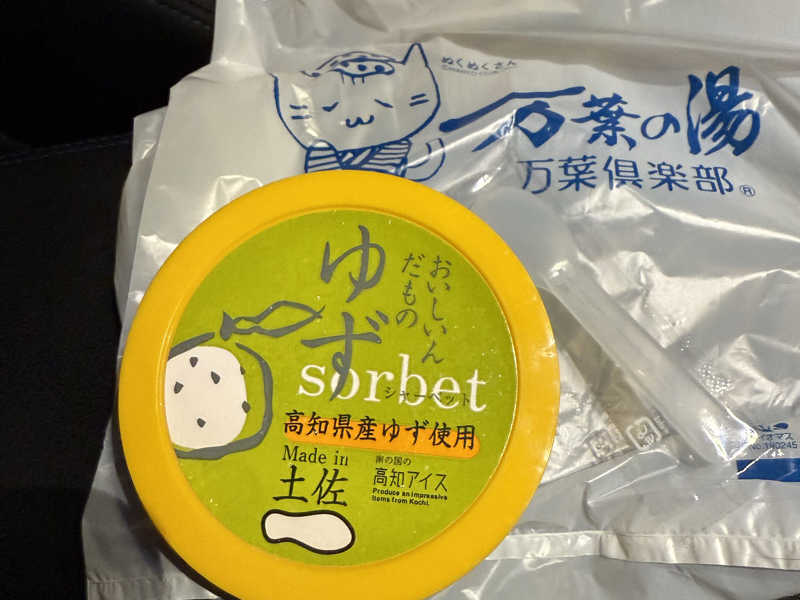 ぬくぬくさん
万葉の湯
万葉倶楽部®
おいしいんだもの
ゆず
sorbet
シャーベット
高知県産ゆず使用
Made in
土佐
南の国の
高知アイス
Produce an impressive
items from Kochi.
No.180245